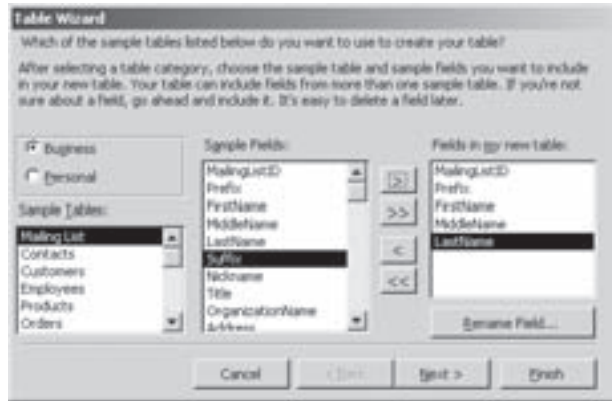 Table Wizard
Which of the sample tables listed below do you want to use to create your table?
After selecting a table category, choose the sample table and sample fields you want to include
in your new table. Your table can include fields from more than one sample table. If you're not
sure about a field, go ahead and include it. It's easy to delete a field later.
Business
Personal
Sample Tables:
Mailing List
Contacts
Customers
Employees
Products
Orders
Sample Fields:
MailingListID
Prefix
FirstName
MiddleName
LastName
Suffix
Nickname
Title
OrganizationName
Address
>
>>
<
<<
Fields in my new table:
MailingListID
Prefix
FirstName
MiddleName
LastName
Rename Field...
Cancel
< Back
Next >
Finish